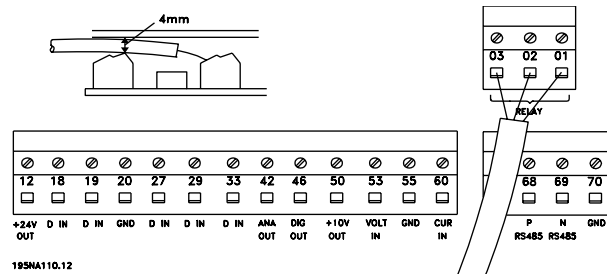 4mm
03 02 01
RELAY
12 18 19 20 27 29 33 42 46 50 53 55 60
+24V OUT D IN D IN GND D IN D IN D IN ANA OUT DIG OUT +10V OUT VOLT IN GND CUR IN
68 69 70
P RS485 N RS485 GND
195NA110.12